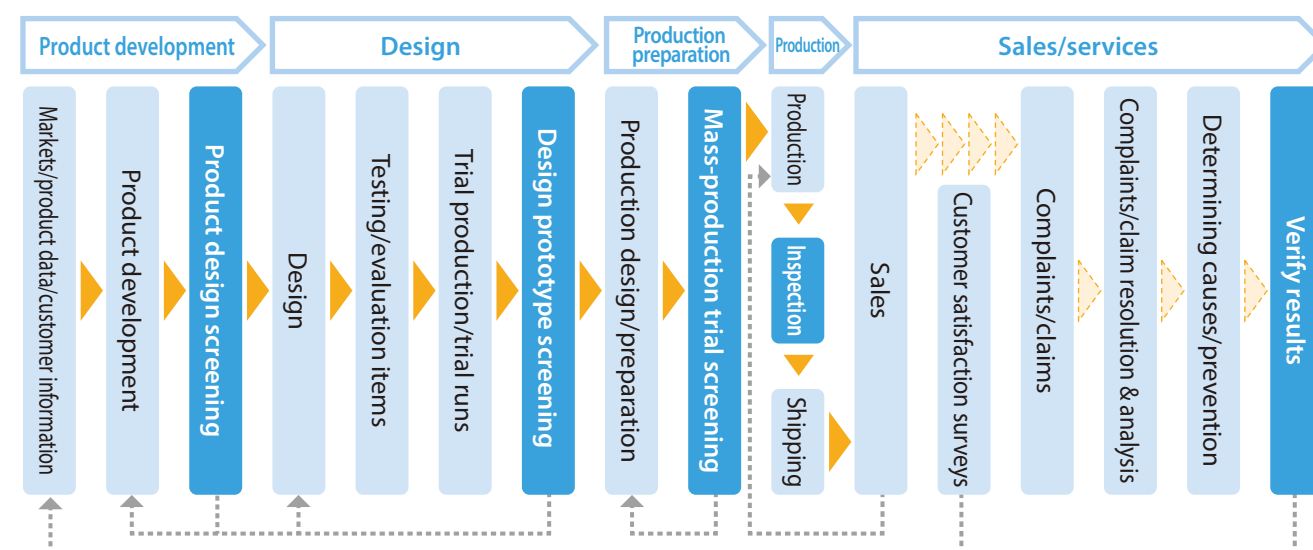 Product development
Design
Production
preparation
Production
Sales/services
Markets/product data/customer information
Product development
Product design screening
Design
Testing/evaluation items
Trial production/trial runs
Design prototype screening
Production design/preparation
Mass-production trial screening
Production
Inspection
Shipping
Sales
Customer satisfaction surveys
Complaints/claims
Complaints/claim resolution & analysis
Determining causes/prevention
Verify results